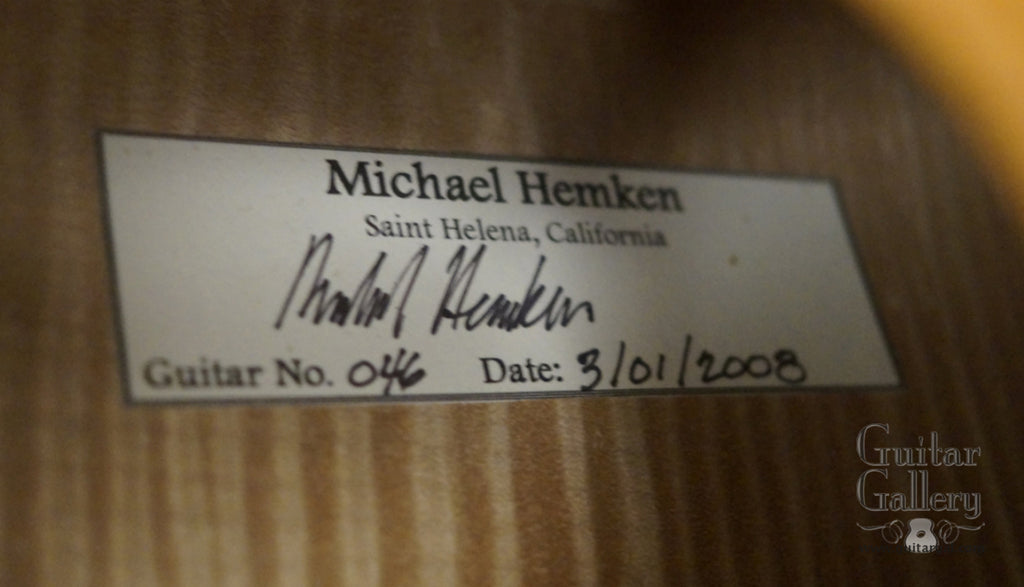 Michael Hemken
Saint Helena, California
Michael Hemken
Guitar No. 046 Date: 3/01/2008
Guitar
Gallery